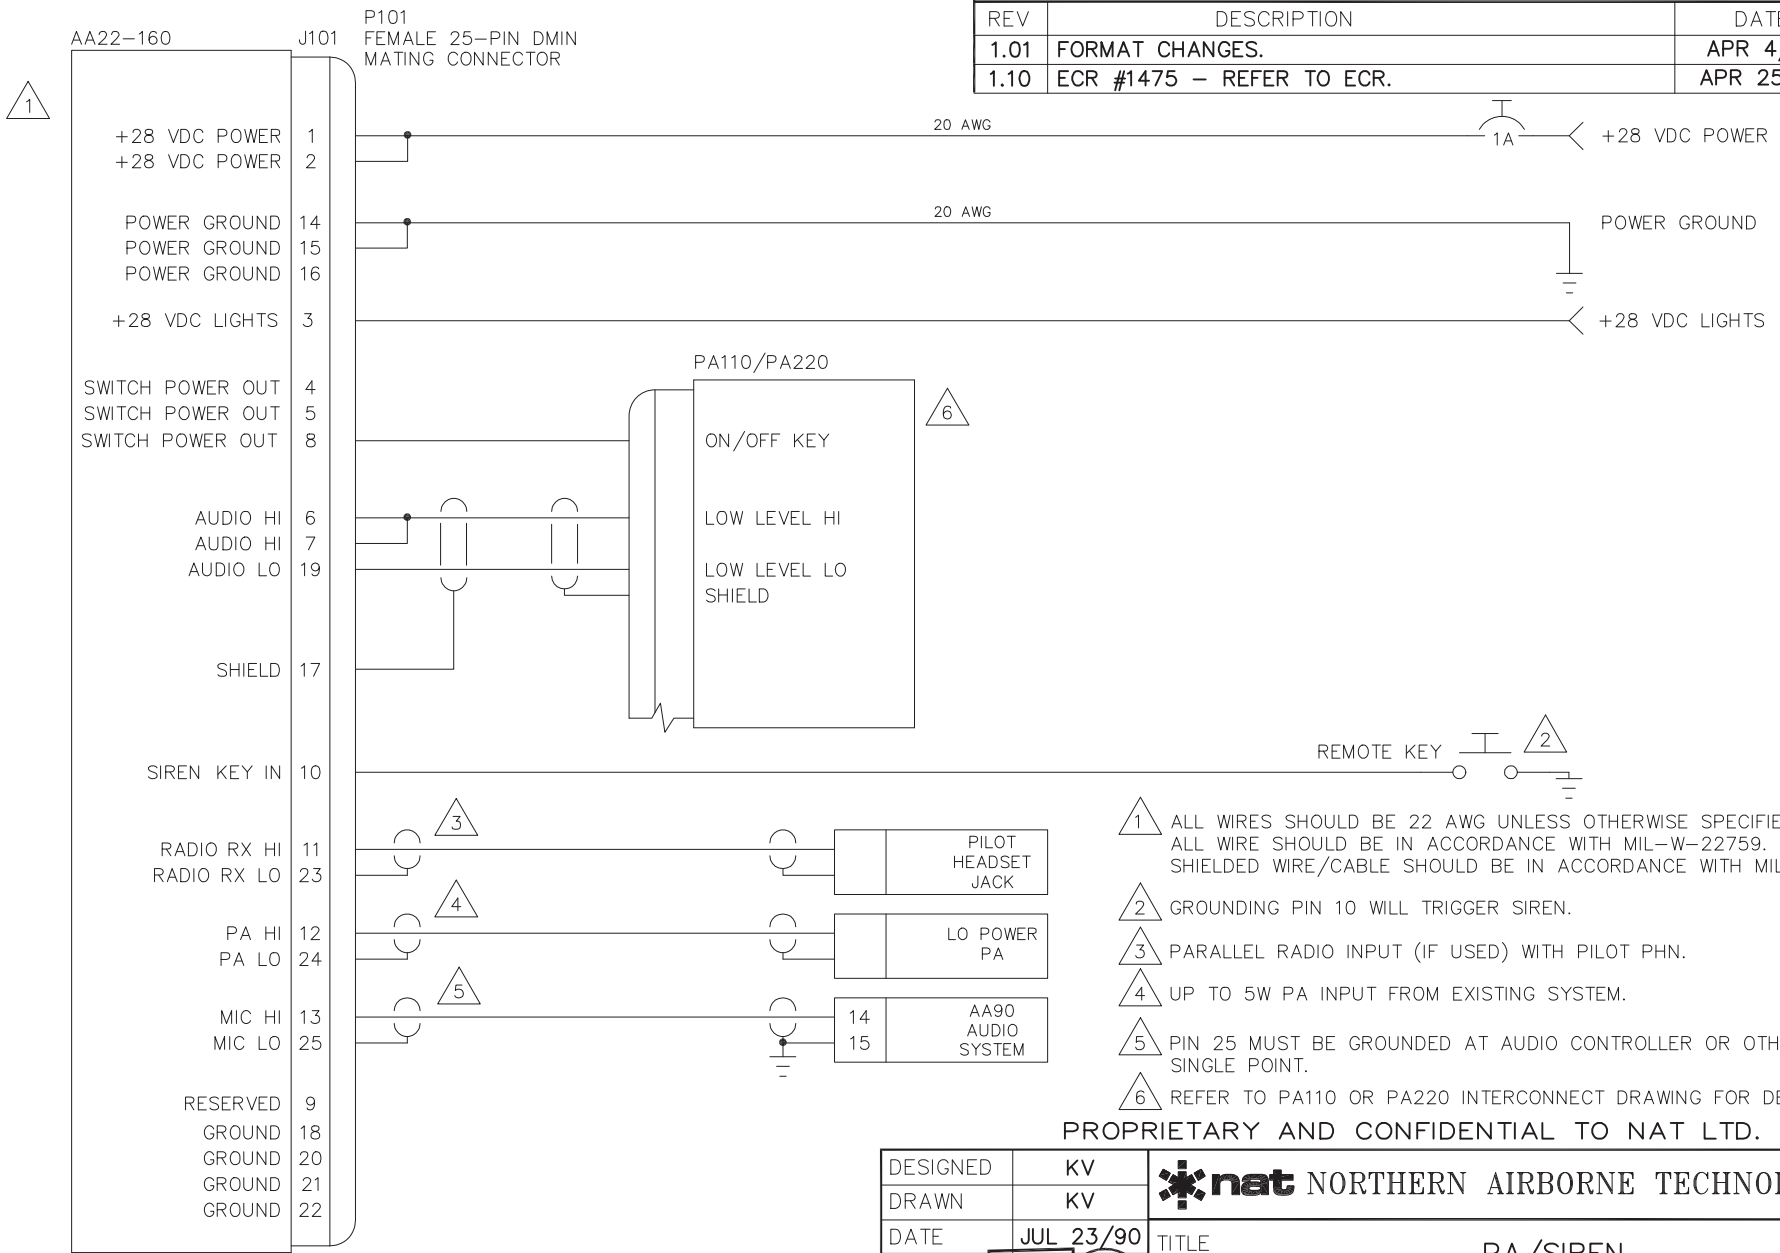 P101
FEMALE 25-PIN DMIN
MATING CONNECTOR
AA22-160 J101
REV DESCRIPTION DATE
1.01 FORMAT CHANGES. APR 4,
1.10 ECR #1475 - REFER TO ECR. APR 25
1
+28 VDC POWER 1 20 AWG 1A +28 VDC POWER
+28 VDC POWER 2
POWER GROUND 14 20 AWG POWER GROUND
POWER GROUND 15
POWER GROUND 16
+28 VDC LIGHTS 3 +28 VDC LIGHTS
PA110/PA220
SWITCH POWER OUT 4
SWITCH POWER OUT 5 6
SWITCH POWER OUT 8 ON/OFF KEY
AUDIO HI 6 LOW LEVEL HI
AUDIO HI 7
AUDIO LO 19 LOW LEVEL LO
SHIELD
SHIELD 17
REMOTE KEY 2
SIREN KEY IN 10
3
RADIO RX HI 11
RADIO RX LO 23
PILOT
HEADSET
JACK
4
PA HI 12
PA LO 24
LO POWER
PA
5
MIC HI 13 14
MIC LO 25 15
AA90
AUDIO
SYSTEM
RESERVED 9
GROUND 18
GROUND 20
GROUND 21
GROUND 22
1 ALL WIRES SHOULD BE 22 AWG UNLESS OTHERWISE
ALL WIRE SHOULD BE IN ACCORDANCE WITH MIL-W-22759.
SHIELDED WIRE/CABLE SHOULD BE IN ACCORDANCE WITH
2 GROUNDING PIN 10 WILL TRIGGER SIREN.
3 PARALLEL RADIO INPUT (IF USED) WITH PILOT PHN.
4 UP TO 5W PA INPUT FROM EXISTING SYSTEM.
5 PIN 25 MUST BE GROUNDED AT AUDIO CONTROLLER OR
SINGLE POINT.
6 REFER TO PA110 OR PA220 INTERCONNECT DRAWING FOR
PROPRIETARY AND CONFIDENTIAL TO NAT LTD.
DESIGNED KV
DRAWN KV
DATE JUL 23/90
nat NORTHERN AIRBORNE
TITLE
PA/SIREN